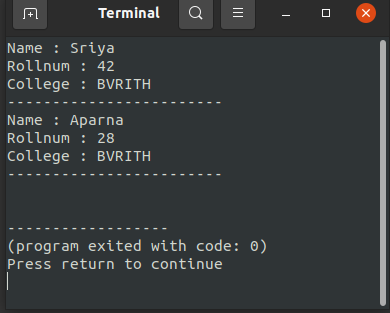 Terminal
Name : Sriya
Rollnum : 42
College : BVRITH
------------------------
Name : Aparna
Rollnum : 28
College : BVRITH
------------------------
------------------
(program exited with code: 0)
Press return to continue